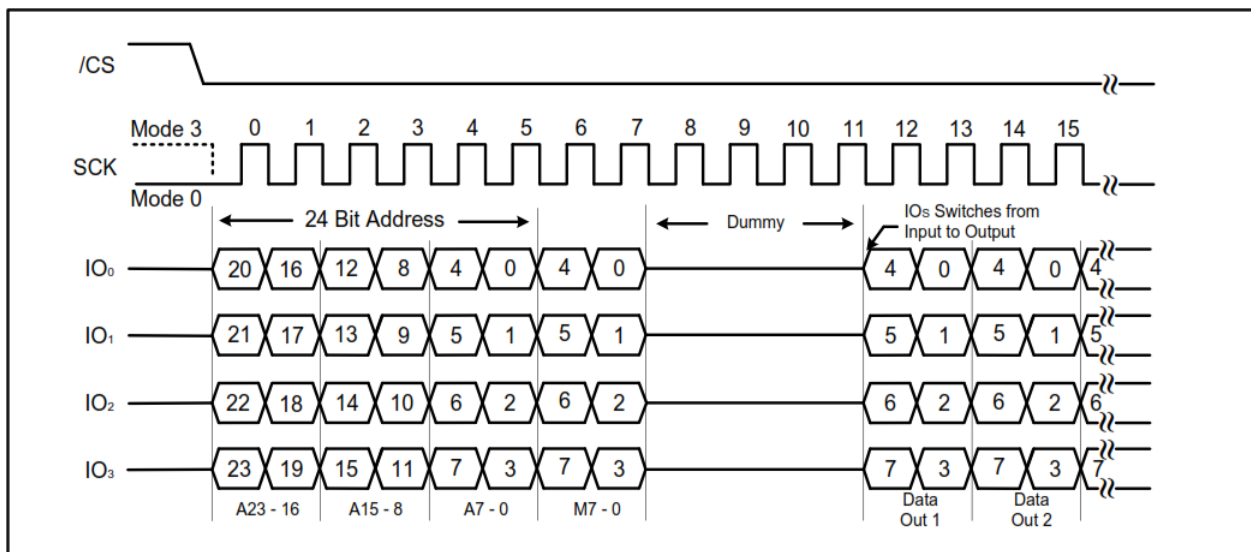 /CS
Mode 3 0 1 2 3 4 5 6 7 8 9 10 11 12 13 14 15
SCK
Mode 0
24 Bit Address Dummy IOs Switches from
Input to Output
IO₀ 20 16 12 8 4 0 4 0 4 0 4 0 4
IO₁ 21 17 13 9 5 1 5 1 5 1 5 1 5
IO₂ 22 18 14 10 6 2 6 2 6 2 6 2 6
IO₃ 23 19 15 11 7 3 7 3 7 3 7 3 7
A23 - 16 A15 - 8 A7 - 0 M7 - 0 Data Data
Out 1 Out 2